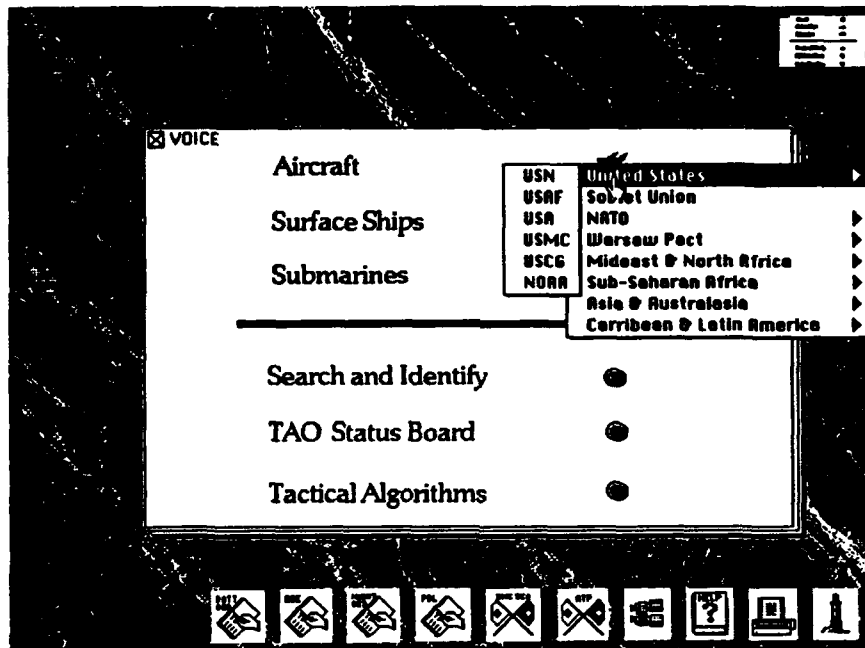 VOICE
Aircraft
Surface Ships
Submarines
USN
USAF
USA
USMC
USCG
NOAA
United States
Soviet Union
NATO
Warsaw Pact
Mideast & North Africa
Sub-Saharan Africa
Asia & Australasia
Carribean & Latin America
Search and Identify
TAO Status Board
Tactical Algorithms
HELP
?